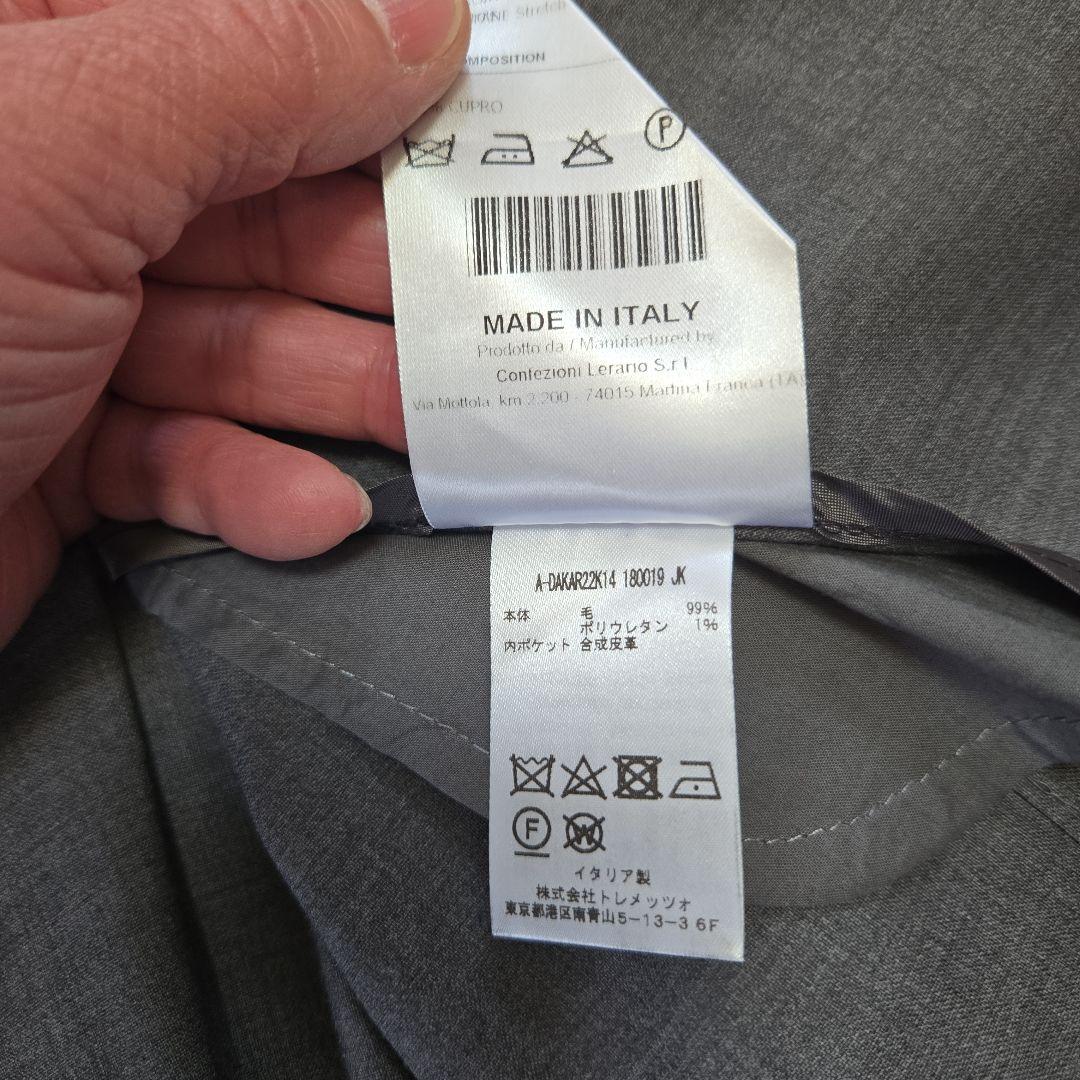 Stretch
COMPOSITION
CUPRO
P
MADE IN ITALY
Prodotto da / Manufactured by
Confezioni Lerario S.r.l.
Via Mottola, km 2,200 - 74015 Martina Franca (TA)
A-DAKAR22K14 180019 JK
本体 毛 99%
ポリウレタン 1%
内ポケット 合成皮革
F W
イタリア製
株式会社トレメッツォ
東京都港区南青山5-13-3 6F